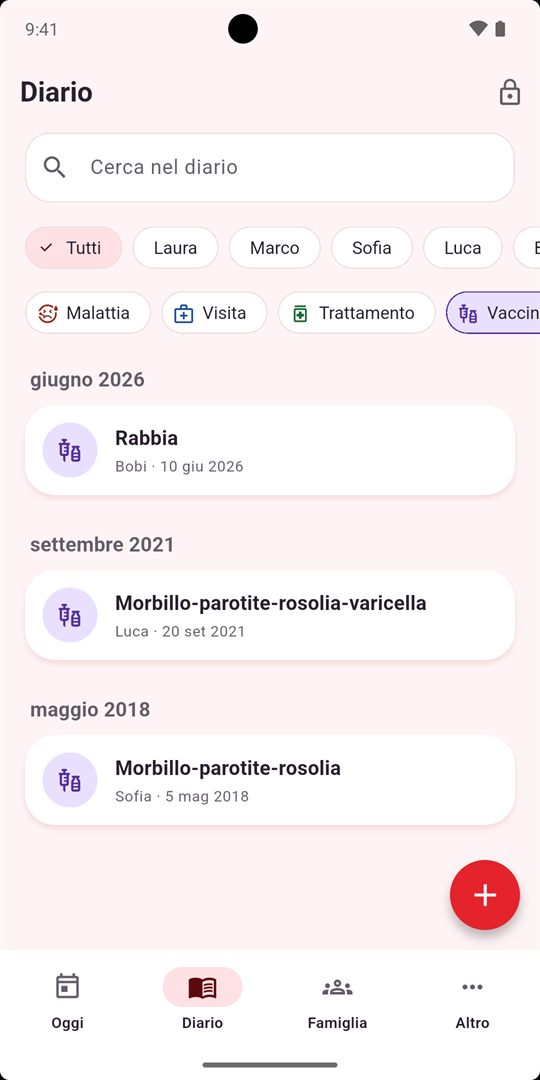 9:41
Diario
Cerca nel diario
Tutti Laura Marco Sofia Luca
Malattia Visita Trattamento Vaccin
giugno 2026
Rabbia
Bobi · 10 giu 2026
settembre 2021
Morbillo-parotite-rosolia-varicella
Luca · 20 set 2021
maggio 2018
Morbillo-parotite-rosolia
Sofia · 5 mag 2018
Oggi Diario Famiglia Altro